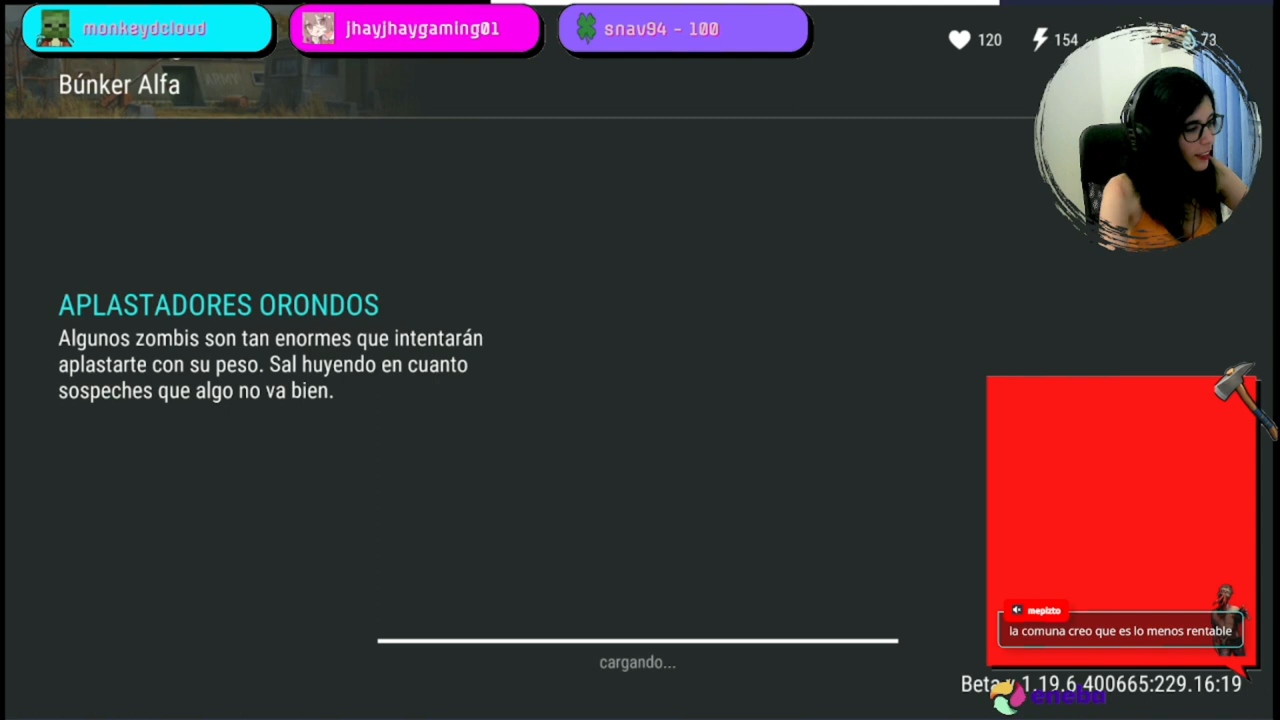 monkeydcloud
jhayjhaygaming01
snav94 - 100
120
154
73
Búnker Alfa
APLASTADORES ORONDOS
Algunos zombis son tan enormes que intentarán
aplastarte con su peso. Sal huyendo en cuanto
sospeches que algo no va bien.
mepizto
la comuna creo que es lo menos rentable
cargando...
Beta v 1.19.6.400665:229.16:19
eneba